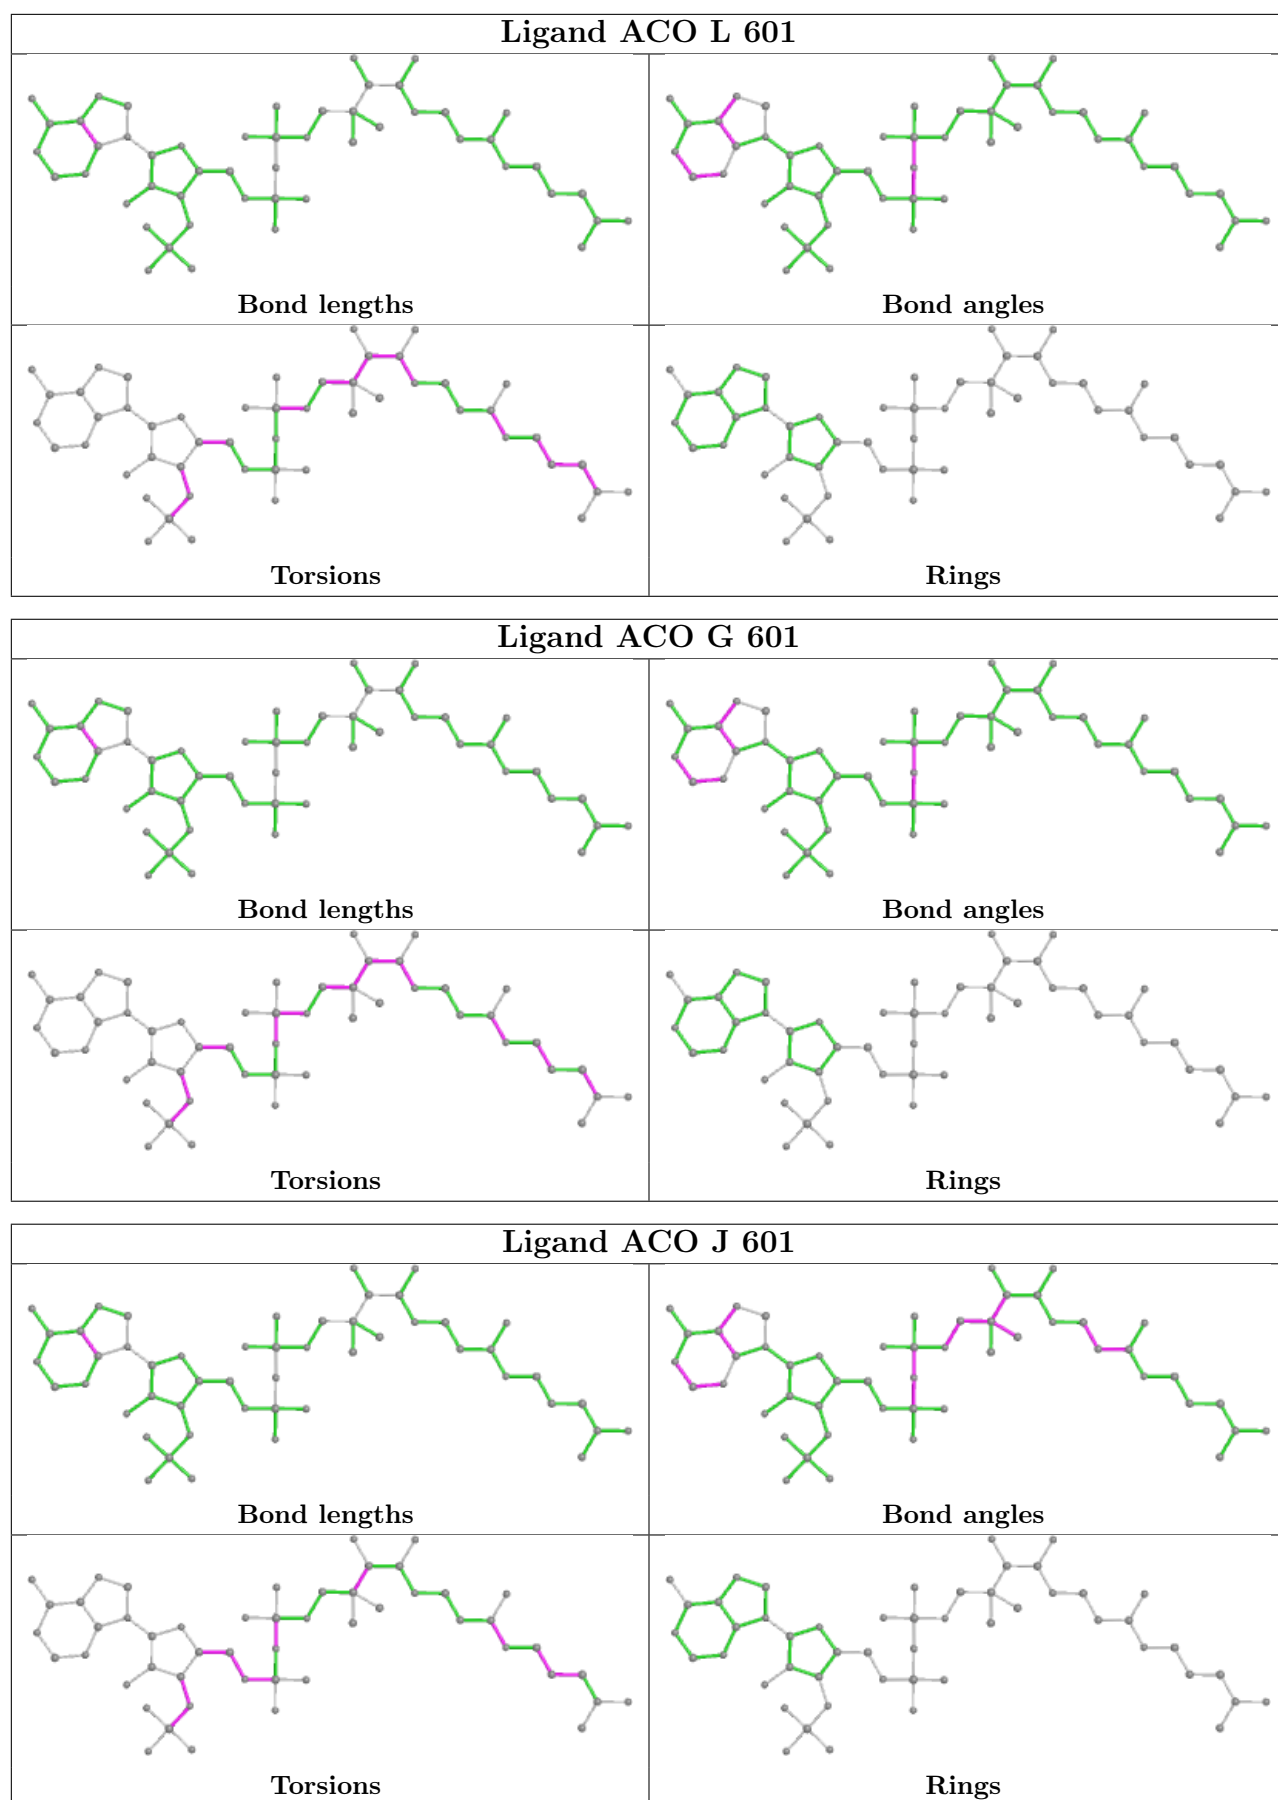 Ligand ACO L 601
Bond lengths
Bond angles
Torsions
Rings
Ligand ACO G 601
Bond lengths
Bond angles
Torsions
Rings
Ligand ACO J 601
Bond lengths
Bond angles
Torsions
Rings